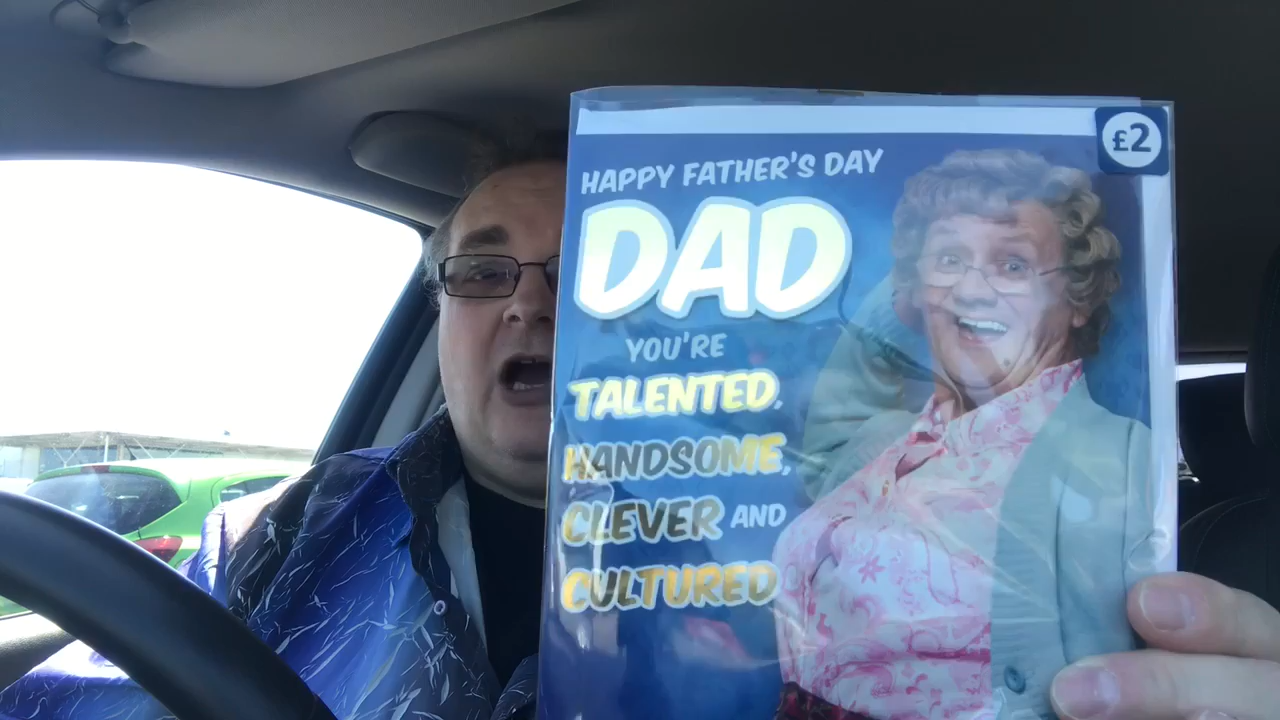 £2
HAPPY FATHER'S DAY
DAD
YOU'RE
TALENTED,
HANDSOME,
CLEVER AND
CULTURED